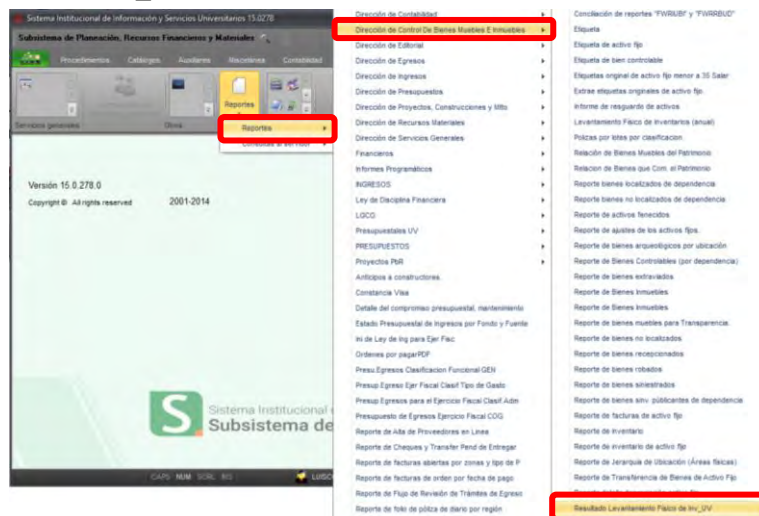 Sistema Institucional de Información y Servicios Universitarios 15.0278
Subsistema de Planeación, Recursos Financieros y Materiales
Procedimientos Catálogos Auxiliares Miscelánea Contabilidad
Reportes
Servicios generales
Otros
Reportes
Consultas al servidor
Versión 15.0.278.0
Copyright © All rights reserved 2001-2014
S
Sistema Institucional
Subsistema de
CAPS NUM SCRL INS
Dirección de Contabilidad
Dirección de Control De Bienes Muebles E Inmuebles
Dirección de Editorial
Dirección de Egresos
Dirección de Ingresos
Dirección de Presupuestos
Dirección de Proyectos, Construcciones y Mtto
Dirección de Recursos Materiales
Dirección de Servicios Generales
Financieros
Informes Programáticos
INGRESOS
Ley de Disciplina Financiera
LGCG
Presupuestales UV
PRESUPUESTOS
Proyectos PbR
Anticipos a constructores.
Constancia Viaa
Detalle del compromiso presupuestal, mantenimiento
Estado Presupuestal de Ingresos por Fondo y Fuente
Ini de Ley de Ing para Ejer Fisc
Ordenes por pagarPDF
Presu Egresos Clasificacion Funcional-GEN
Presup Egreso Ejer Fiscal Clasif Tipo de Gasto
Presup Egresos para el Ejercicio Fiscal Clasif.Adm
Presupuesto de Egresos Ejercicio Fiscal COG
Reporte de Alta de Proveedores en Linea
Reporte de Cheques y Transfer Pend de Entregar
Reporte de facturas abiertas por zonas y tipo de P
Reporte de facturas de orden por fecha de pago
Reporte de Flujo de Revisión de Trámites de Egreso
Reporte de folio de póliza de diario por región
Conciliación de reportes "FWRIUBI" y "FWRRBUD"
Etiqueta
Etiqueta de activo fijo
Etiqueta de bien controlable
Etiquetas original de activo fijo menor a 35 Salar
Extrae etiquetas originales de activo fijo.
Informe de resguardo de activos
Levantamiento Físico de Inventarios (anual)
Polizas por lotes por clasificacion.
Relación de Bienes Muebles del Patrimonio
Relacion de Bienes que Com. el Patrimonio
Reporte bienes localizados de dependencia
Reporte bienes no localizados de dependencia
Reporte de activos fenecidos
Reporte de ajustes de los activos fijos.
Reporte de bienes arqueológicos por ubicación
Reporte de Bienes Controlables (por dependencia)
Reporte de bienes extraviados
Reporte de Bienes Inmuebles
Reporte de Bienes Inmuebles
Reporte de bienes muebles para Transparencia.
Reporte de bienes no localizados
Reporte de bienes recepcionados
Reporte de bienes robados
Reporte de bienes siniestrados
Reporte de bienes sinv. públicentes de dependencia
Reporte de facturas de activo fijo
Reporte de Inventario
Reporte de inventario de activo fijo
Reporte de Jerarquía de Ubicación (Áreas físicas)
Reporte de Transferencia de Bienes de Activo Fijo
Resultado Levantamiento Físico de Inv_UV